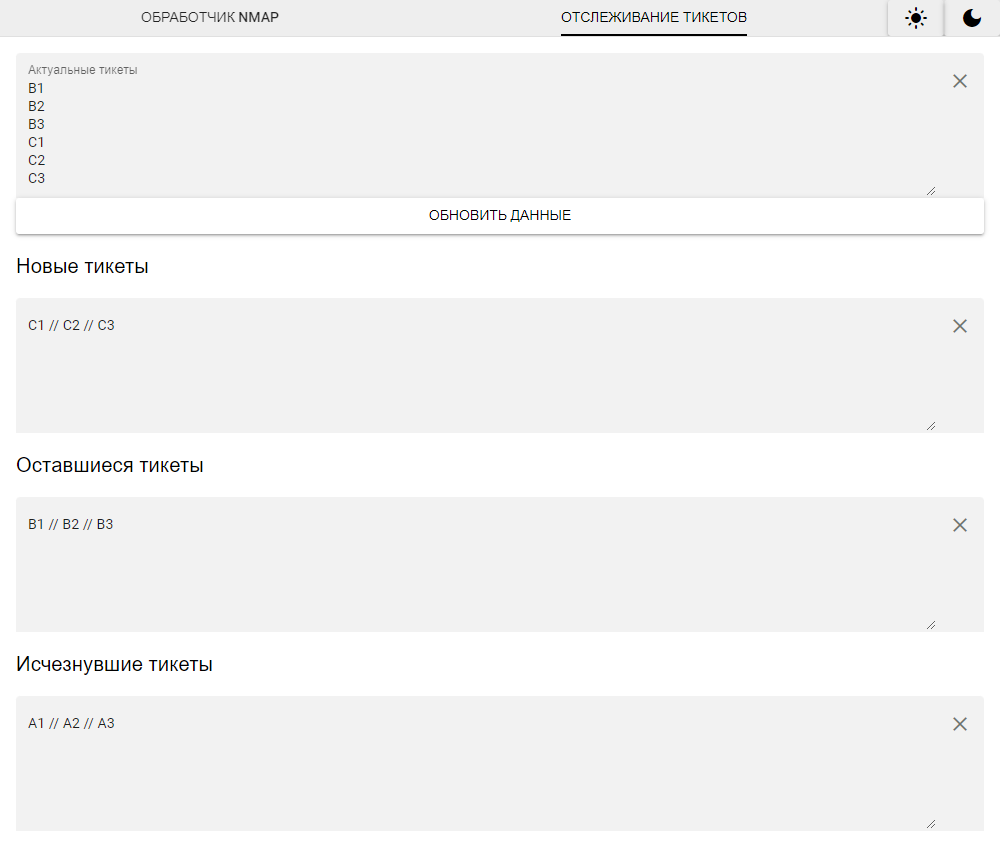 ОБРАБОТЧИК NMAP
ОТСЛЕЖИВАНИЕ ТИКЕТОВ
Актуальные тикеты
B1
B2
B3
C1
C2
C3
ОБНОВИТЬ ДАННЫЕ
Новые тикеты
C1 // C2 // C3
Оставшиеся тикеты
B1 // B2 // B3
Исчезнувшие тикеты
A1 // A2 // A3